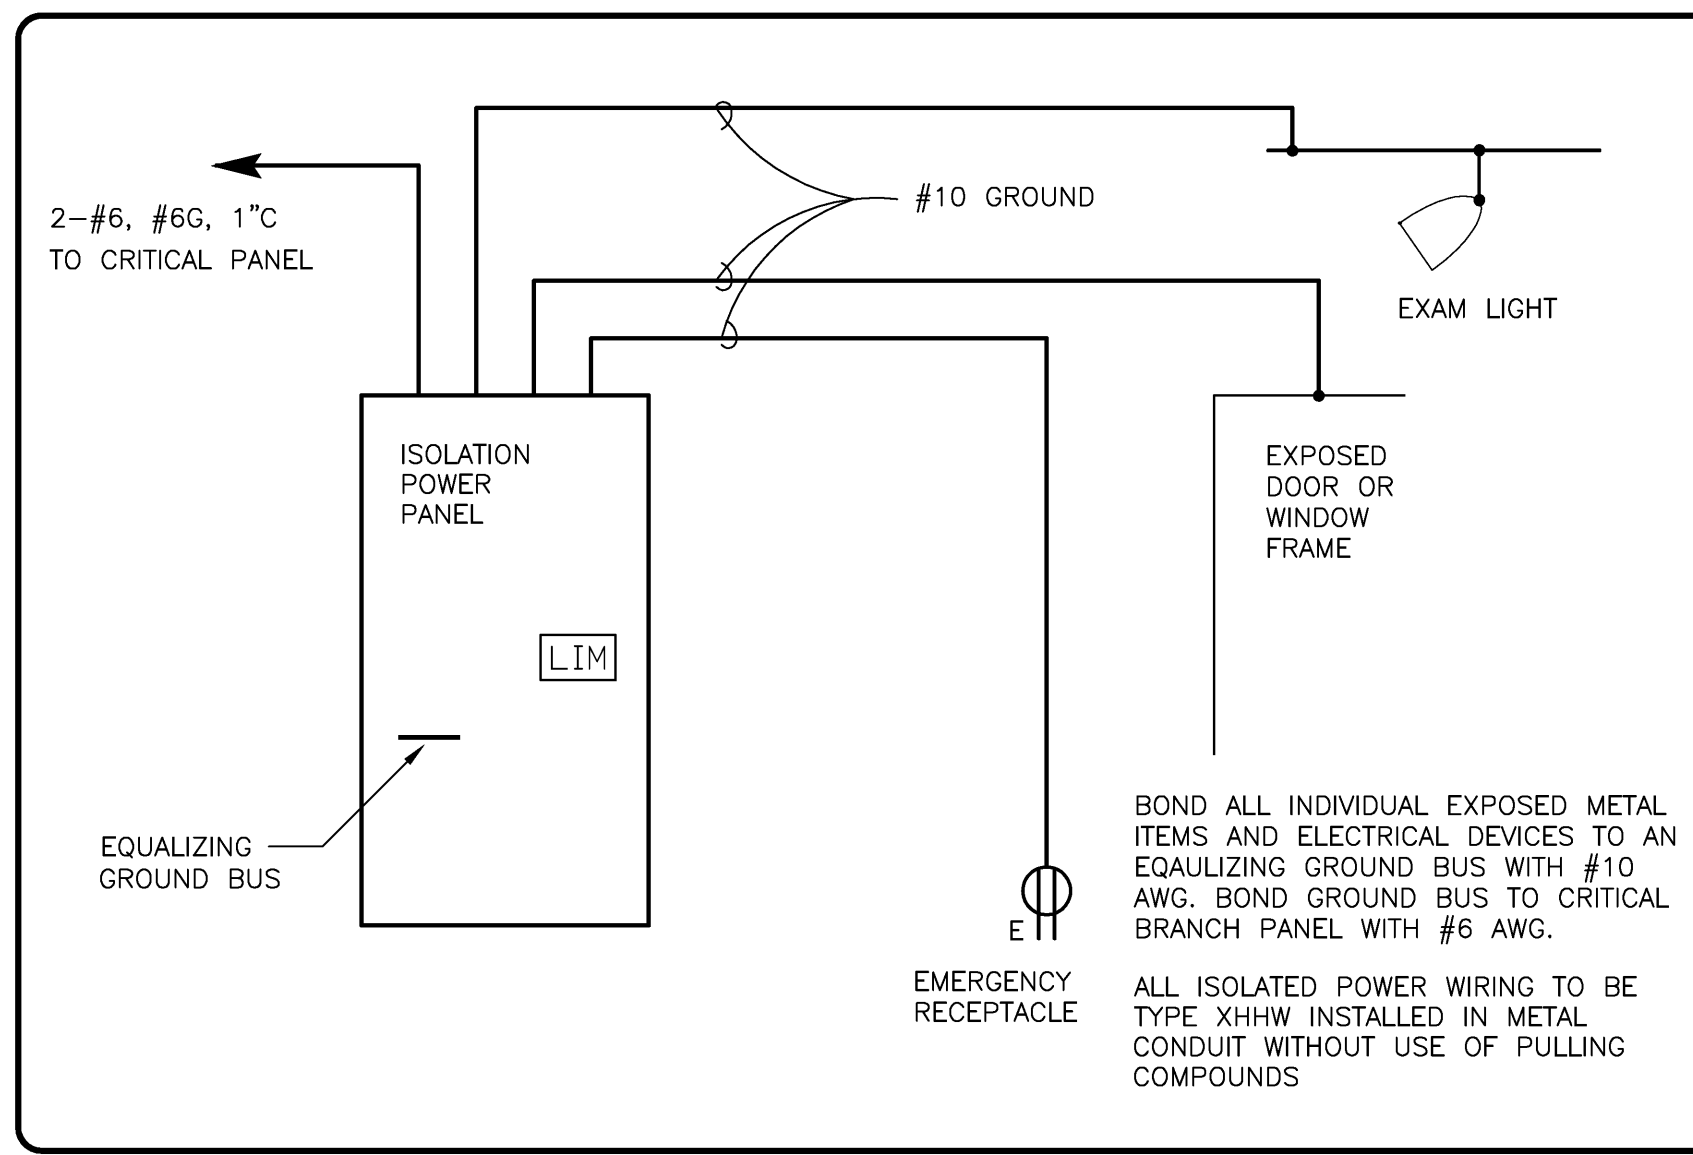 #10 GROUND
2-#6, #6G, 1"C
TO CRITICAL PANEL
EXAM LIGHT
ISOLATION
POWER
PANEL
EXPOSED
DOOR OR
WINDOW
FRAME
LIM
EQUALIZING
GROUND BUS
E
EMERGENCY
RECEPTACLE
BOND ALL INDIVIDUAL EXPOSED METAL
ITEMS AND ELECTRICAL DEVICES TO AN
EQAULIZING GROUND BUS WITH #10
AWG. BOND GROUND BUS TO CRITICAL
BRANCH PANEL WITH #6 AWG.
ALL ISOLATED POWER WIRING TO BE
TYPE XHHW INSTALLED IN METAL
CONDUIT WITHOUT USE OF PULLING
COMPOUNDS